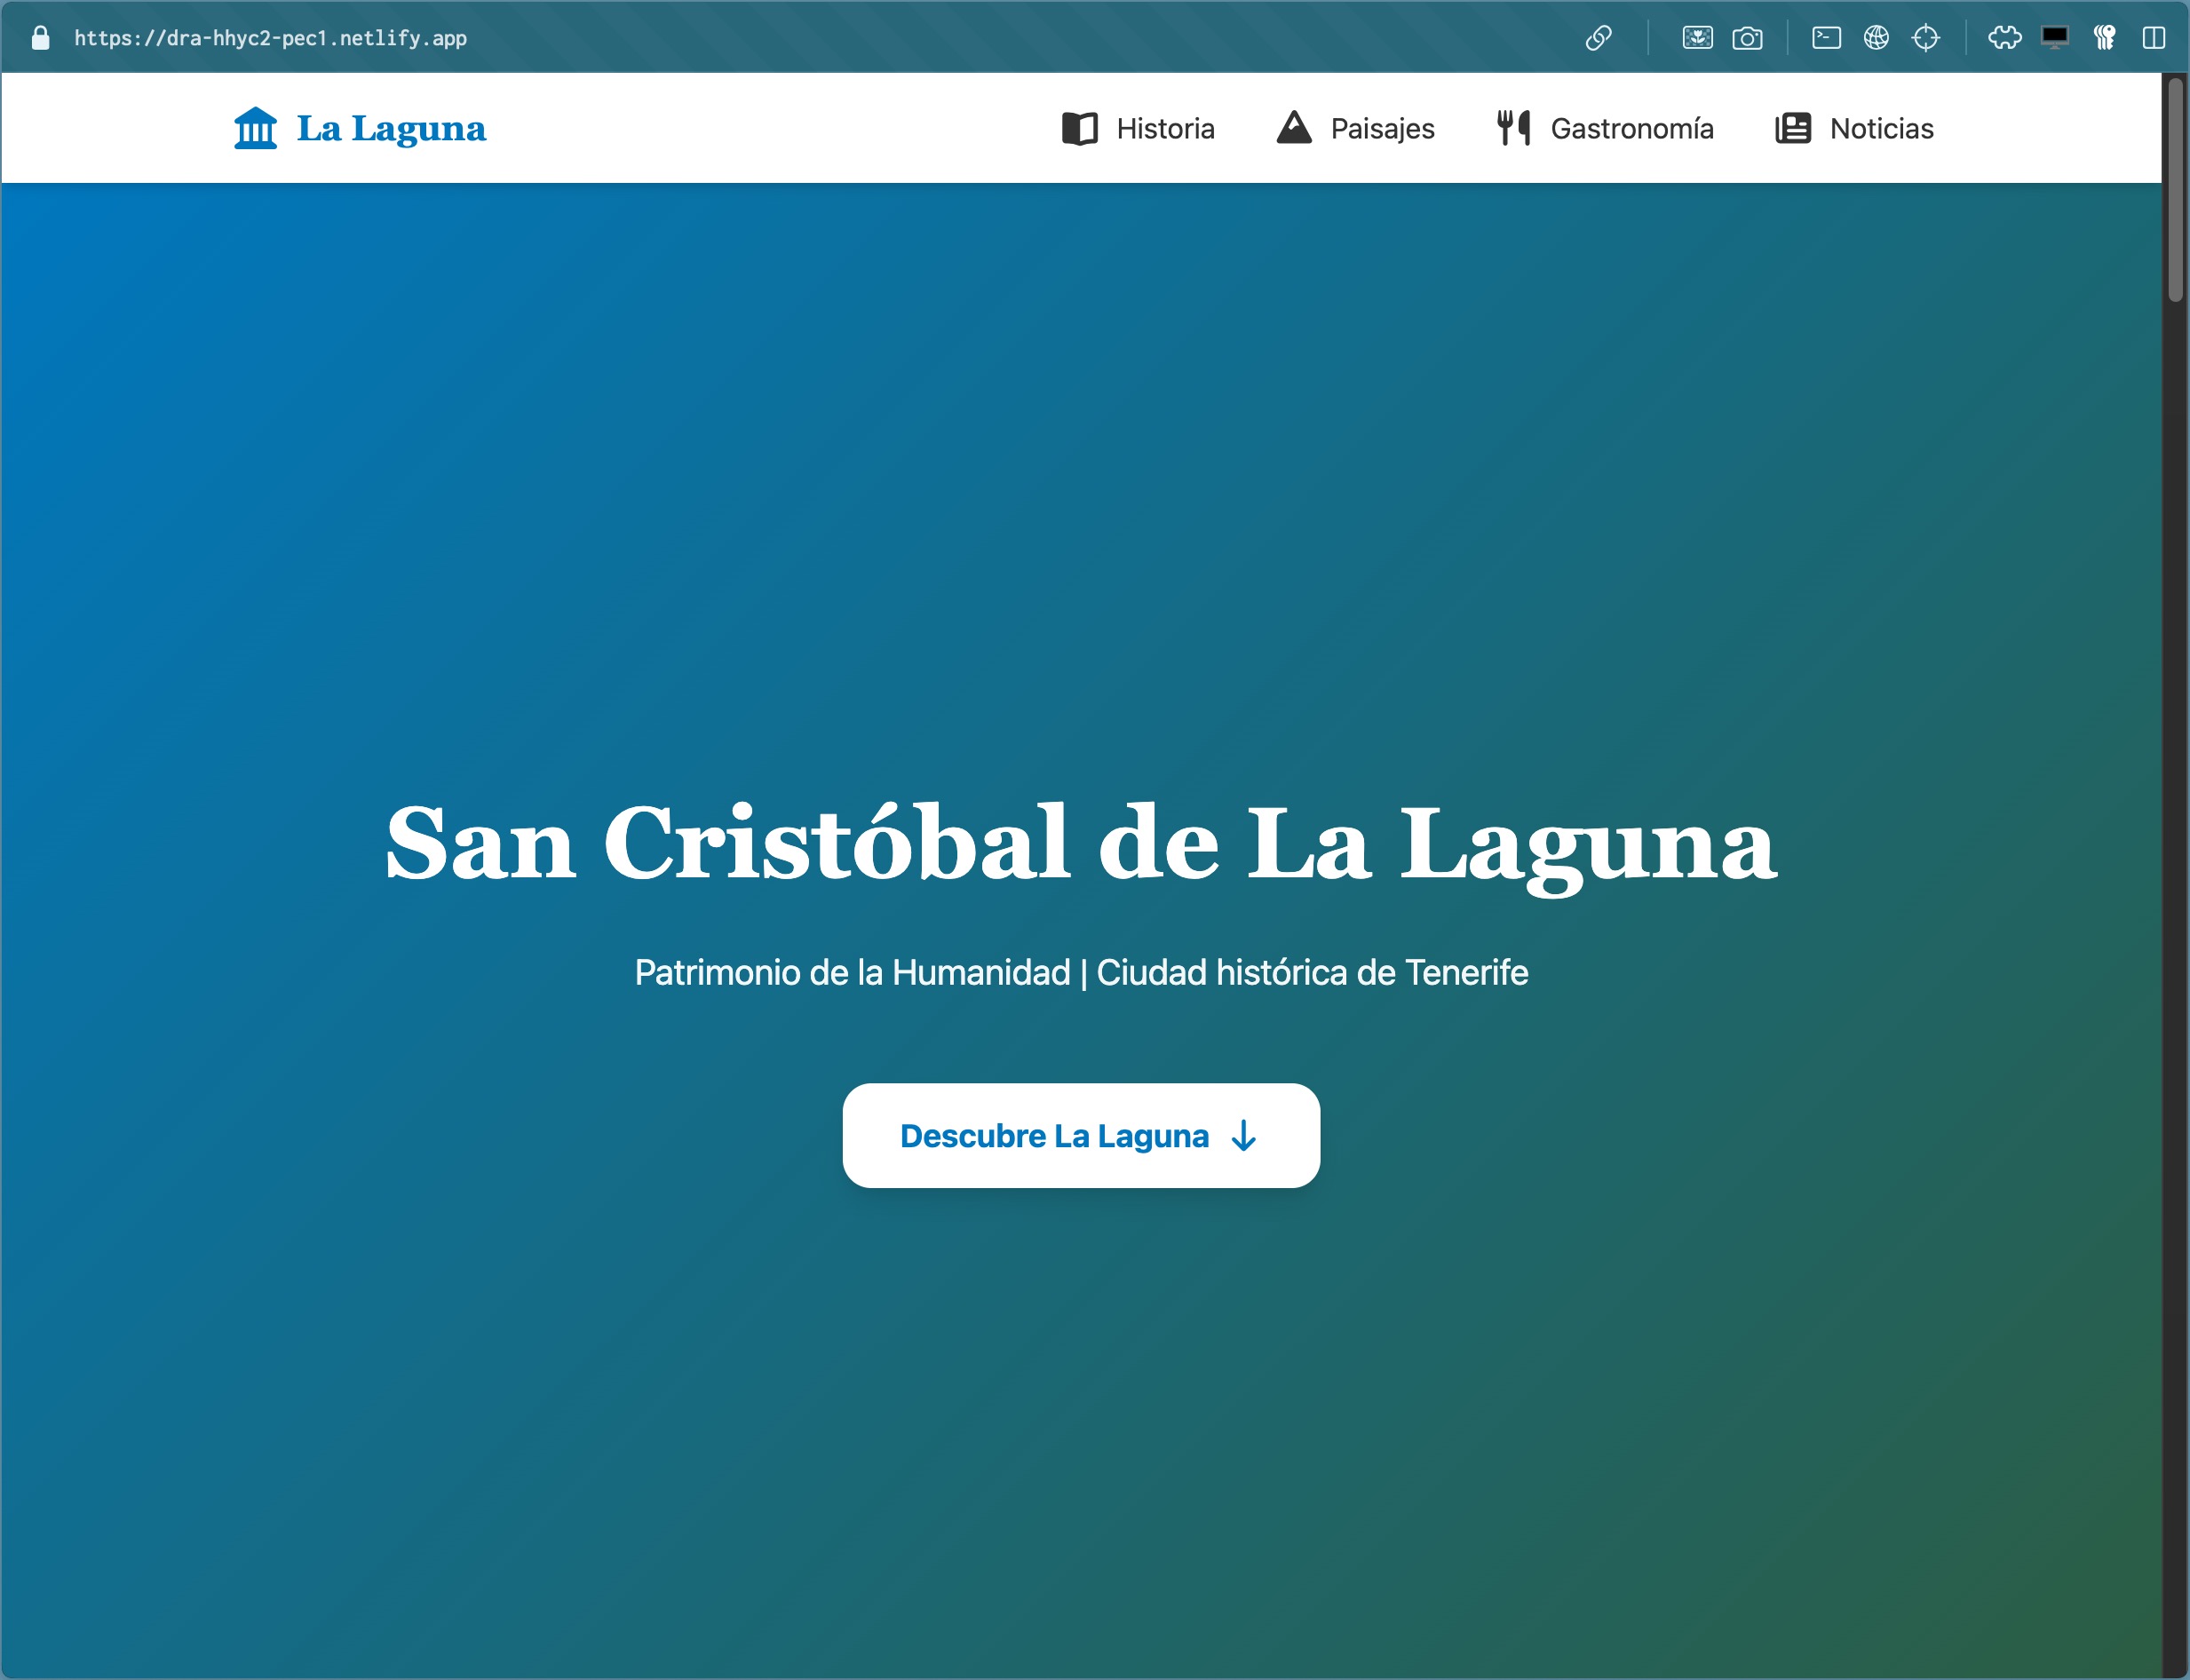 https://dra-hhyc2-pec1.netlify.app
La Laguna
Historia
Paisajes
Gastronomía
Noticias
San Cristóbal de La Laguna
Patrimonio de la Humanidad | Ciudad histórica de Tenerife
Descubre La Laguna ↓